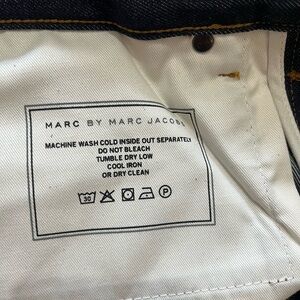 MARC BY MARC JACOBS
MACHINE WASH COLD INSIDE OUT SEPARATELY
DO NOT BLEACH
TUMBLE DRY LOW
COOL IRON
OR DRY CLEAN
30 P